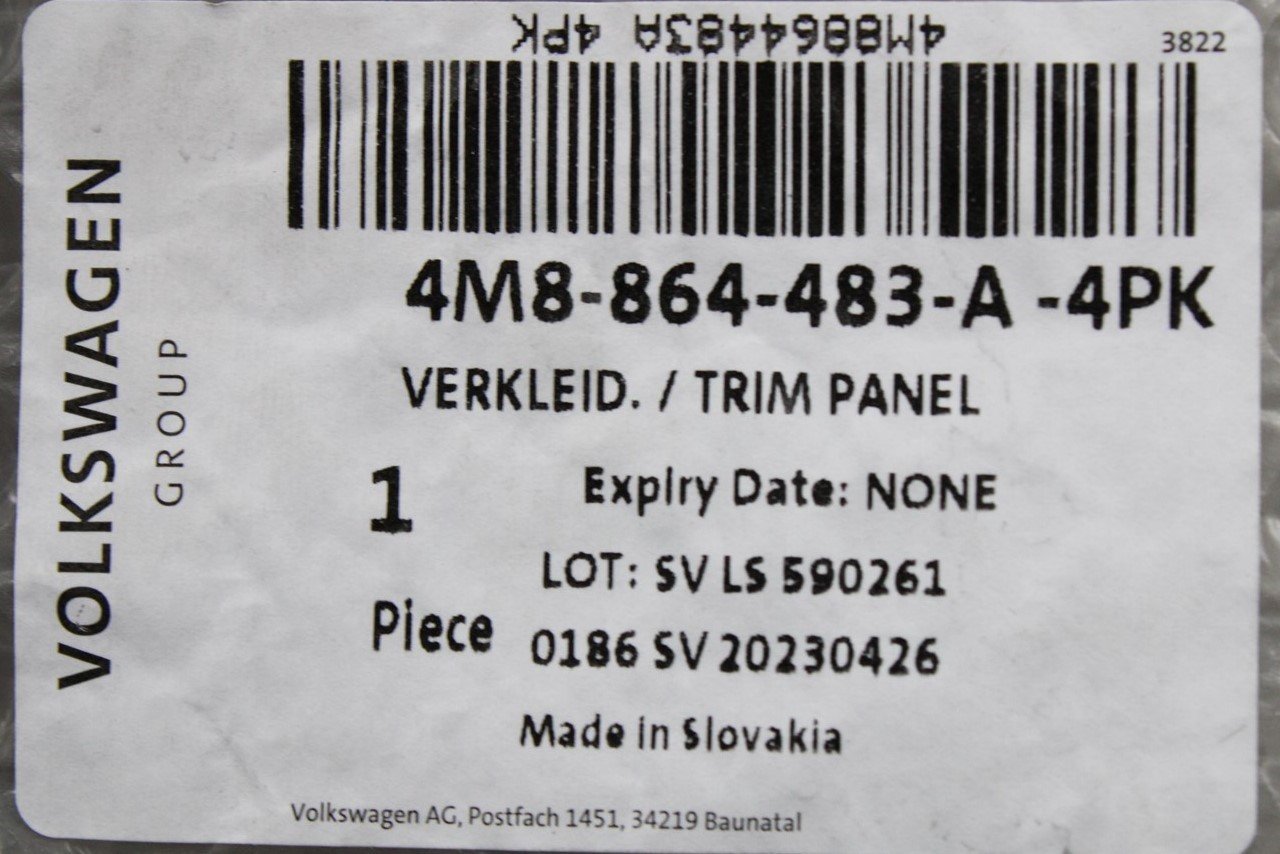 4M8864483A 4PK
3822
4M8-864-483-A -4PK
VERKLEID. / TRIM PANEL
1
Piece
Expiry Date: NONE
LOT: SV LS 590261
0186 SV 20230426
Made in Slovakia
Volkswagen AG, Postfach 1451, 34219 Baunatal
VOLKSWAGEN
GROUP